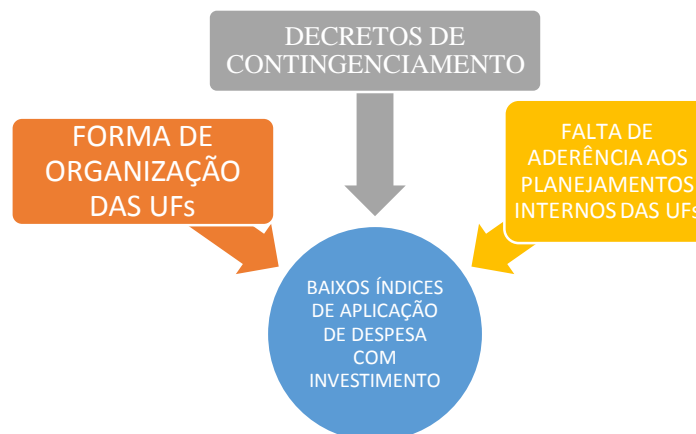 DECRETOS DE
CONTINGENCIAMENTO
FORMA DE
ORGANIZAÇÃO
DAS UFs
FALTA DE
ADERÊNCIA AOS
PLANEJAMENTOS
INTERNOS DAS UFs
BAIXOS ÍNDICES
DE APLICAÇÃO
DE DESPESA
COM
INVESTIMENTO